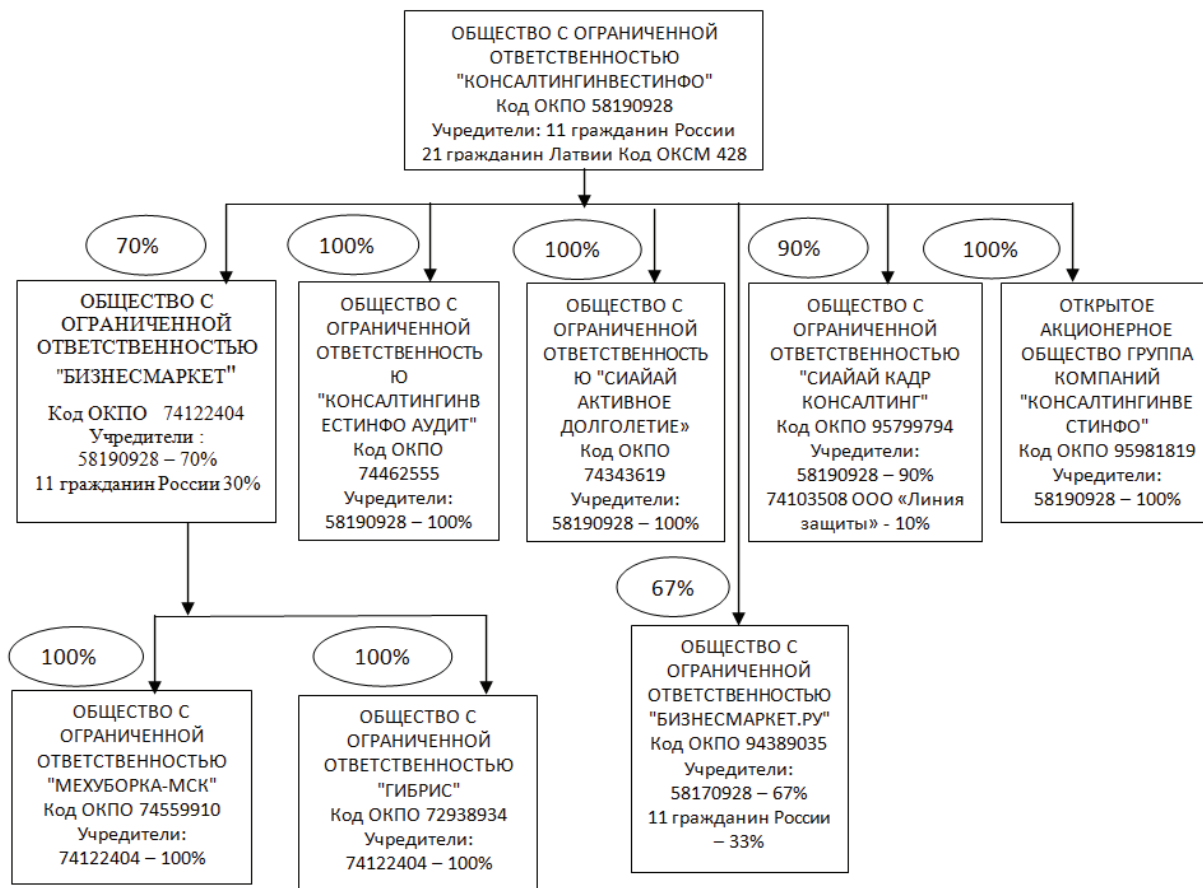 ОБЩЕСТВО С ОГРАНИЧЕННОЙ
ОТВЕТСТВЕННОСТЬЮ
"КОНСАЛТИНГИНВЕСТИНФО"
Код ОКПО 58190928
Учредители: 11 гражданин России
21 гражданин Латвии Код ОКСМ 428
70%
ОБЩЕСТВО С
ОГРАНИЧЕННОЙ
ОТВЕТСТВЕННОСТЬЮ
"БИЗНЕСМАРКЕТ"
Код ОКПО 74122404
Учредители :
58190928 – 70%
11 гражданин России 30%
100%
ОБЩЕСТВО С
ОГРАНИЧЕННОЙ
ОТВЕТСТВЕННОСТЬ
Ю
"КОНСАЛТИНГИНВ
ЕСТИНФО АУДИТ"
Код ОКПО
74462555
Учредители:
58190928 – 100%
100%
ОБЩЕСТВО С
ОГРАНИЧЕННОЙ
ОТВЕТСТВЕННОСТЬ
Ю "СИАЙАЙ
АКТИВНОЕ
ДОЛГОЛЕТИЕ»
Код ОКПО
74343619
Учредители:
58190928 – 100%
90%
ОБЩЕСТВО С
ОГРАНИЧЕННОЙ
ОТВЕТСТВЕННОСТЬЮ
"СИАЙАЙ КАДР
КОНСАЛТИНГ"
Код ОКПО 95799794
Учредители:
58190928 – 90%
74103508 ООО «Линия
защиты» - 10%
100%
ОТКРЫТОЕ
АКЦИОНЕРНОЕ
ОБЩЕСТВО ГРУППА
КОМПАНИЙ
"КОНСАЛТИНГИНВЕ
СТИНФО"
Код ОКПО 95981819
Учредители:
58190928 – 100%
100%
ОБЩЕСТВО С
ОГРАНИЧЕННОЙ
ОТВЕТСТВЕННОСТЬЮ
"МЕХУБОРКА-МСК"
Код ОКПО 74559910
Учредители:
74122404 – 100%
100%
ОБЩЕСТВО С
ОГРАНИЧЕННОЙ
ОТВЕТСТВЕННОСТЬЮ
"ГИБРИС"
Код ОКПО 72938934
Учредители:
74122404 – 100%
67%
ОБЩЕСТВО С
ОГРАНИЧЕННОЙ
ОТВЕТСТВЕННОСТЬЮ
"БИЗНЕСМАРКЕТ.РУ"
Код ОКПО 94389035
Учредители:
58170928 – 67%
11 гражданин России
– 33%